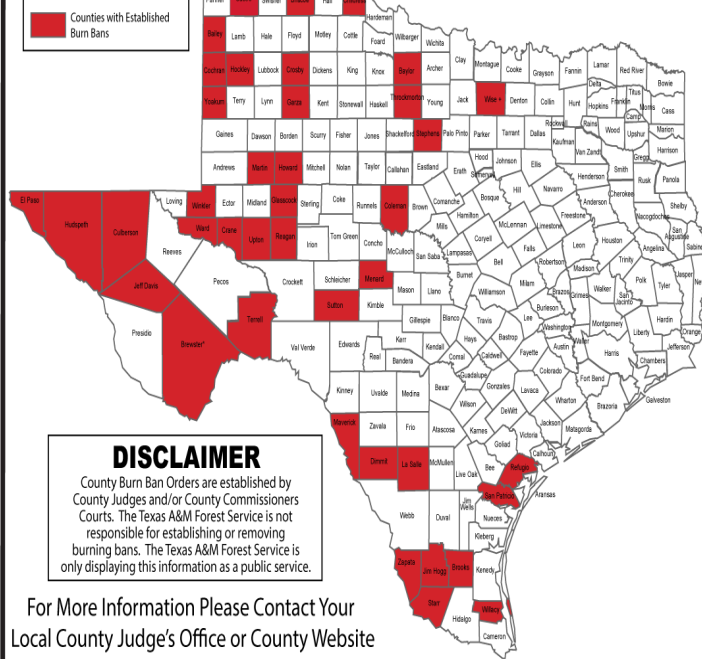 Parmer Swisher Hall
Hardeman
Counties with Established
Burn Bans
Bailey Lamb Hale Floyd Motley Cottle Foard Wilbarger Wichita
Clay Montague Cooke Grayson Fannin Lamar Red River Bowie
Cochran Hockley Lubbock Crosby Dickens King Knox Baylor Archer
Delta Titus Franklin Morris Cass
Yoakum Terry Lynn Garza Kent Stonewall Haskell Throckmorton Young Jack Wise * Denton Collin Hunt Hopkins
Camp
Rockwall Rains Wood Upshur Marion
Gaines Dawson Borden Scurry Fisher Jones Shackelford Stephens Palo Pinto Parker Tarrant Dallas
Kaufman Van Zandt Gregg Harrison
Andrews Martin Howard Mitchell Nolan Taylor Callahan Eastland Erath Hood Somervell Johnson Ellis
Henderson Smith Rusk Panola
El Paso Loving Winkler Ector Midland Glasscock Sterling Coke Runnels Coleman Brown Comanche Bosque Hill Navarro Anderson Cherokee Shelby
Hamilton Freestone Nacogdoches
Hudspeth Culberson Ward Crane Upton Reagan Irion Tom Green Concho Mills McLennan Limestone San Augustine
Reeves McCulloch San Saba Lampasas Coryell Falls Leon Houston Angelina Sabine
Bell Robertson Madison Trinity
Jeff Davis Pecos Crockett Schleicher Menard Mason Llano Burnet Williamson Milam Brazos Grimes Walker Polk Tyler Jasper
San Jacinto
Sutton Kimble Burleson
Presidio Brewster* Terrell Val Verde Edwards Gillespie Blanco Travis Lee Washington Montgomery Liberty Hardin Orange
Kerr Hays Bastrop Austin Waller Harris Jefferson
Real Bandera Kendall Comal Caldwell Fayette Chambers
Kinney Uvalde Medina Bexar Guadalupe Gonzales Colorado Fort Bend
Lavaca Wharton Brazoria Galveston
Wilson DeWitt
Maverick Zavala Frio Atascosa Karnes Jackson Matagorda
Goliad Victoria
Calhoun
DISCLAIMER
County Burn Ban Orders are established by
County Judges and/or County Commissioners
Courts. The Texas A&M Forest Service is not
responsible for establishing or removing
burning bans. The Texas A&M Forest Service is
only displaying this information as a public service.
Dimmit La Salle McMullen Live Oak Bee Refugio
San Patricio Aransas
Webb Duval Jim Wells Nueces
Kleberg
Zapata Jim Hogg Brooks Kenedy
Starr Hidalgo Willacy
Cameron
For More Information Please Contact Your
Local County Judge's Office or County Website